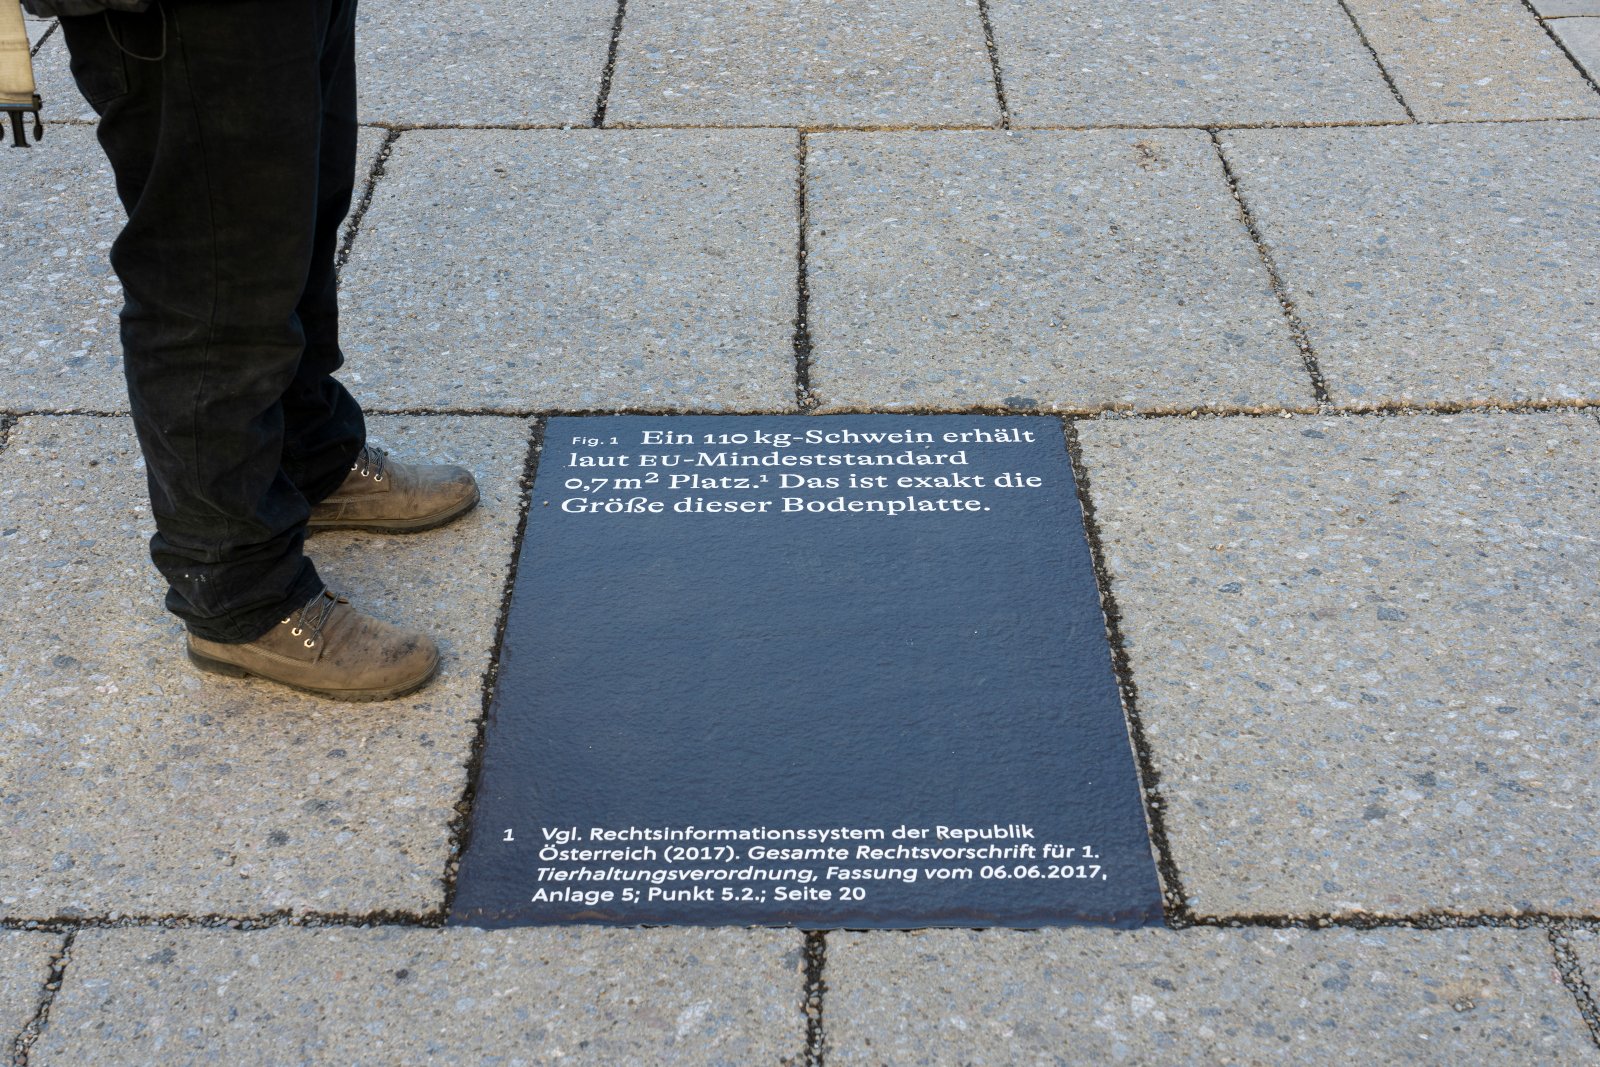 Fig. 1 Ein 110 kg-Schwein erhält
laut EU-Mindeststandard
0,7 m² Platz.¹ Das ist exakt die
Größe dieser Bodenplatte.
1 Vgl. Rechtsinformationssystem der Republik
Österreich (2017). Gesamte Rechtsvorschrift für 1.
Tierhaltungsverordnung, Fassung vom 06.06.2017,
Anlage 5; Punkt 5.2.; Seite 20